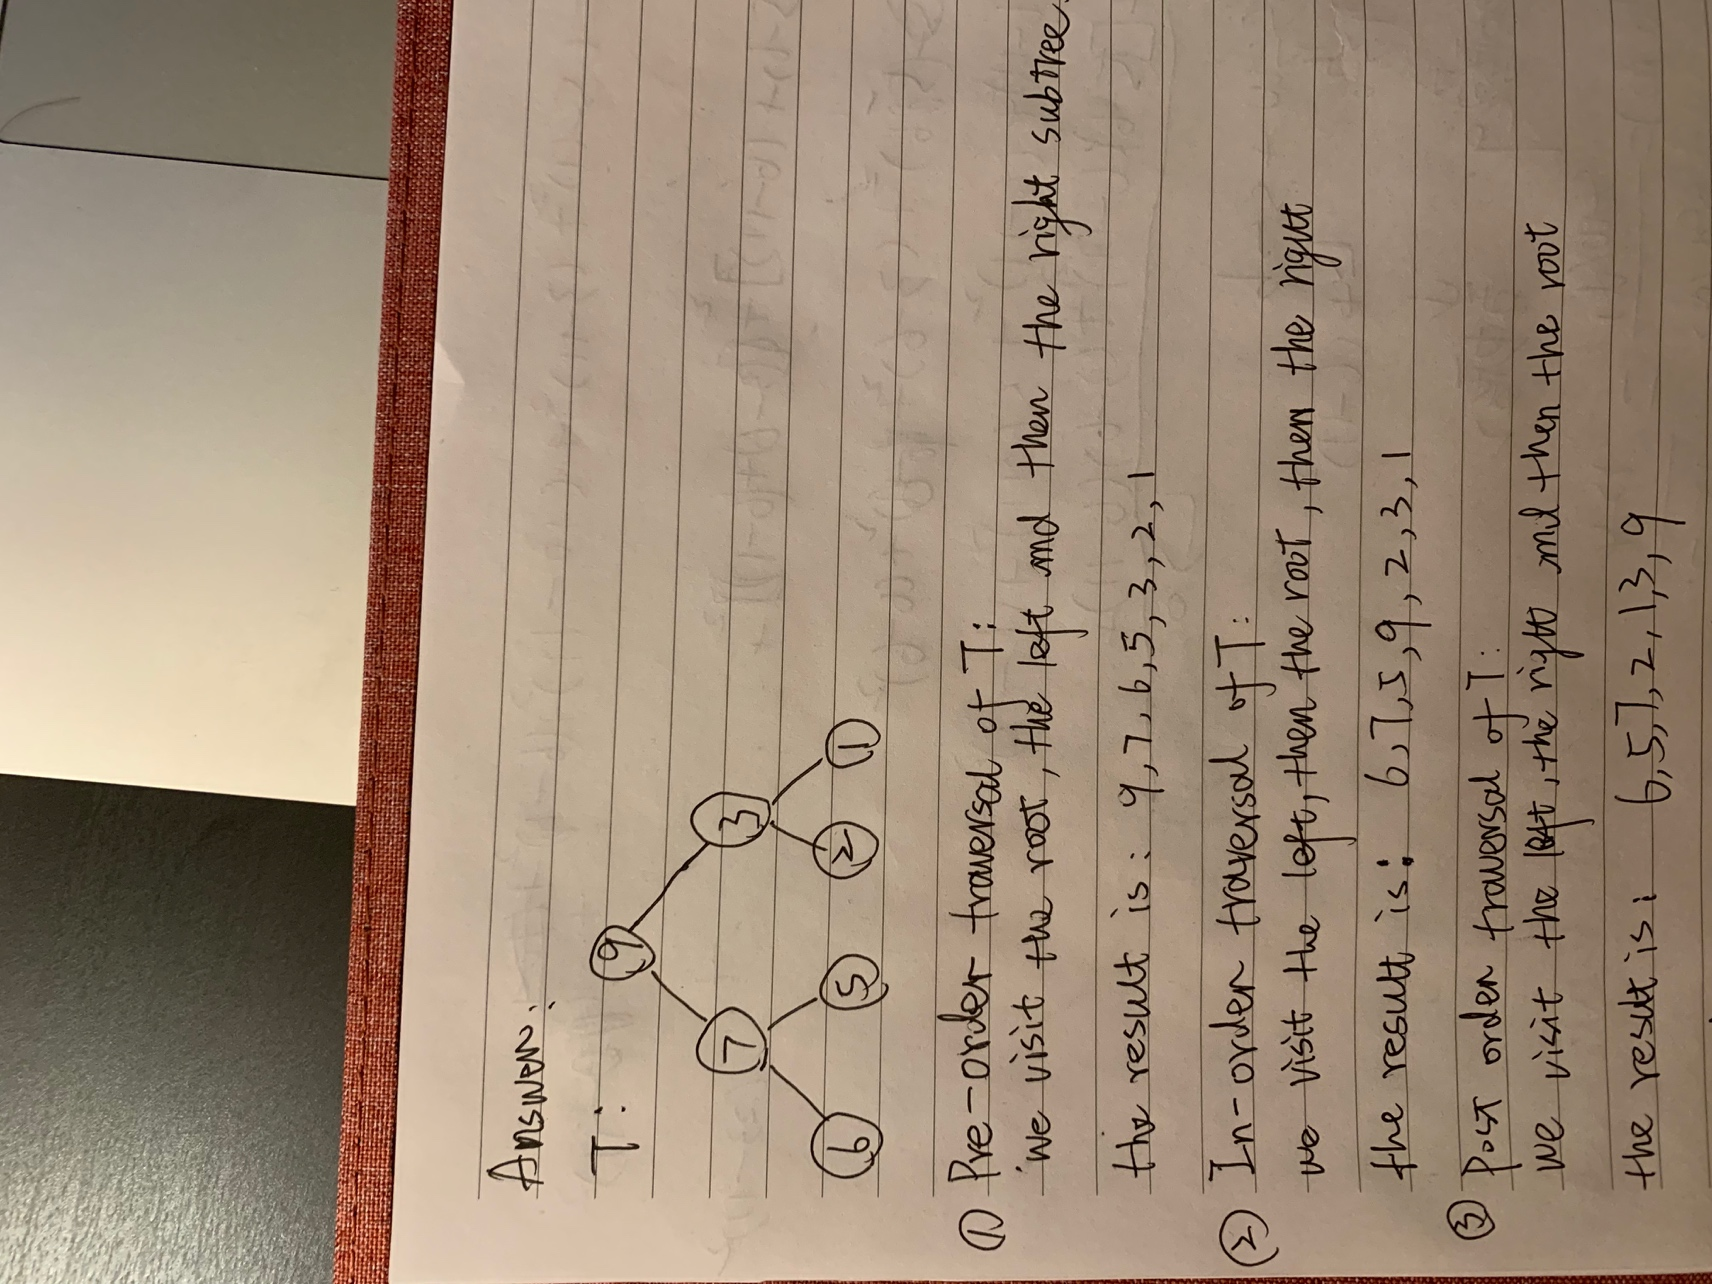 Answer:
T:
9
7 3
6 5 2 1
① Pre-order traversal of T:
we visit the root, the left and then the right subtree.
the result is: 9,7,6,5,3,2,1
② In-order traversal of T:
we visit the left, then the root, then the right
the result is: 6,7,5,9,2,3,1
③ Post order traversal of T:
we visit the left, the right and then the root
the result is: 6,5,7,2,1,3,9